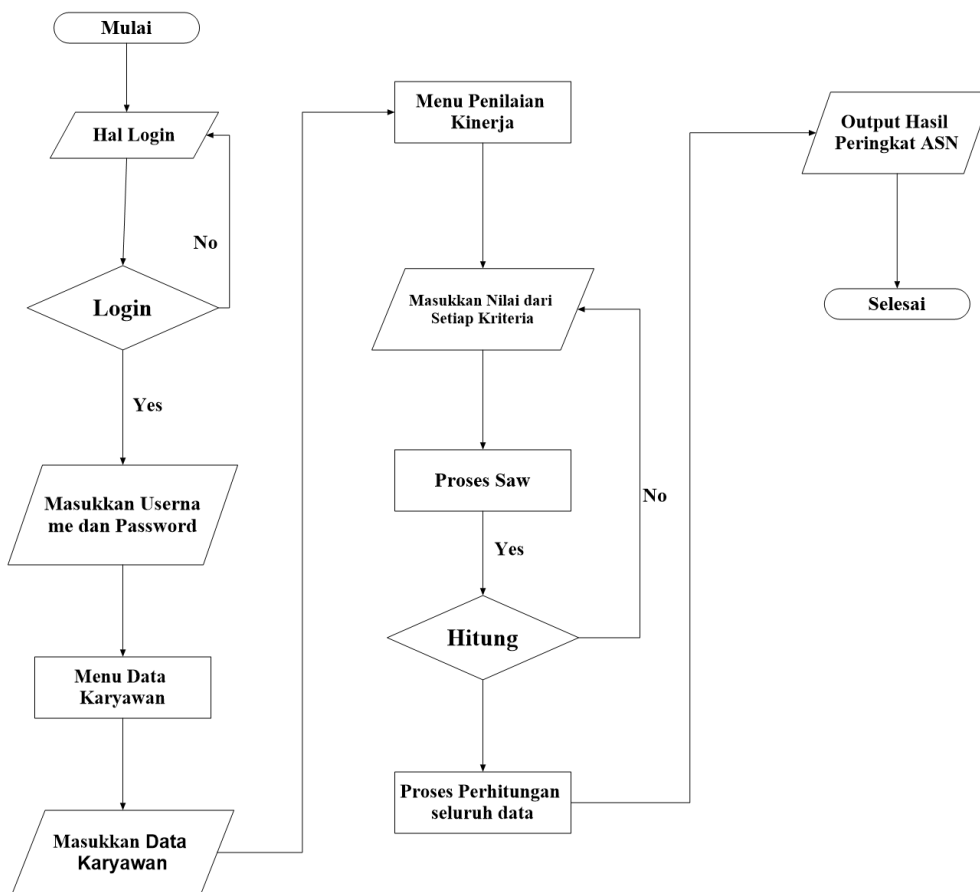 Mulai
Hal Login
No
Login
Yes
Masukkan Userna
me dan Password
Menu Data
Karyawan
Masukkan Data
Karyawan
Menu Penilaian
Kinerja
Masukkan Nilai dari
Setiap Kriteria
Proses Saw
No
Yes
Hitung
Proses Perhitungan
seluruh data
Output Hasil
Peringkat ASN
Selesai